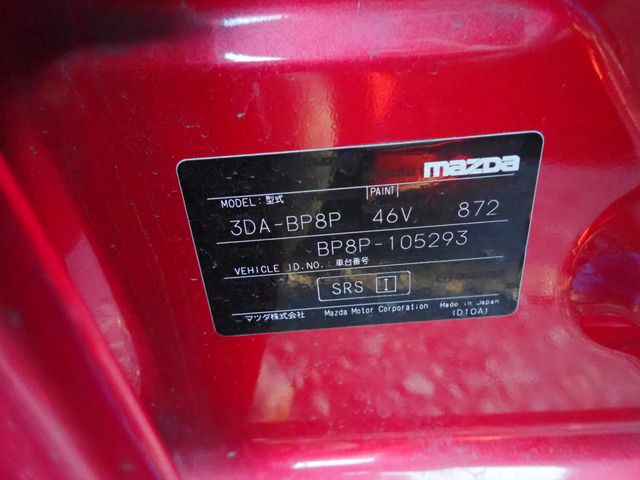 mazda
MODEL: 型式 PAINT
3DA-BP8P 46V 872
BP8P-105293
VEHICLE ID.NO.: 車台番号
SRS I
マツダ株式会社 Mazda Motor Corporation Made in Japan
(D10A)